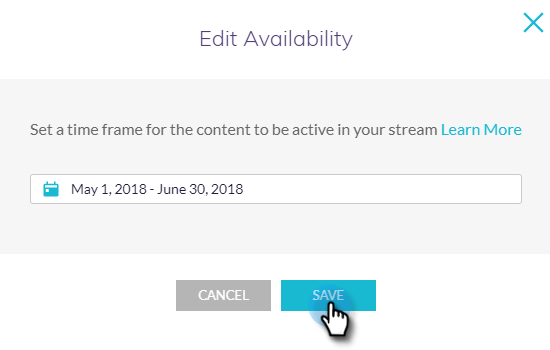 Edit Availability
Set a time frame for the content to be active in your stream Learn More
May 1, 2018 - June 30, 2018
CANCEL
SAVE